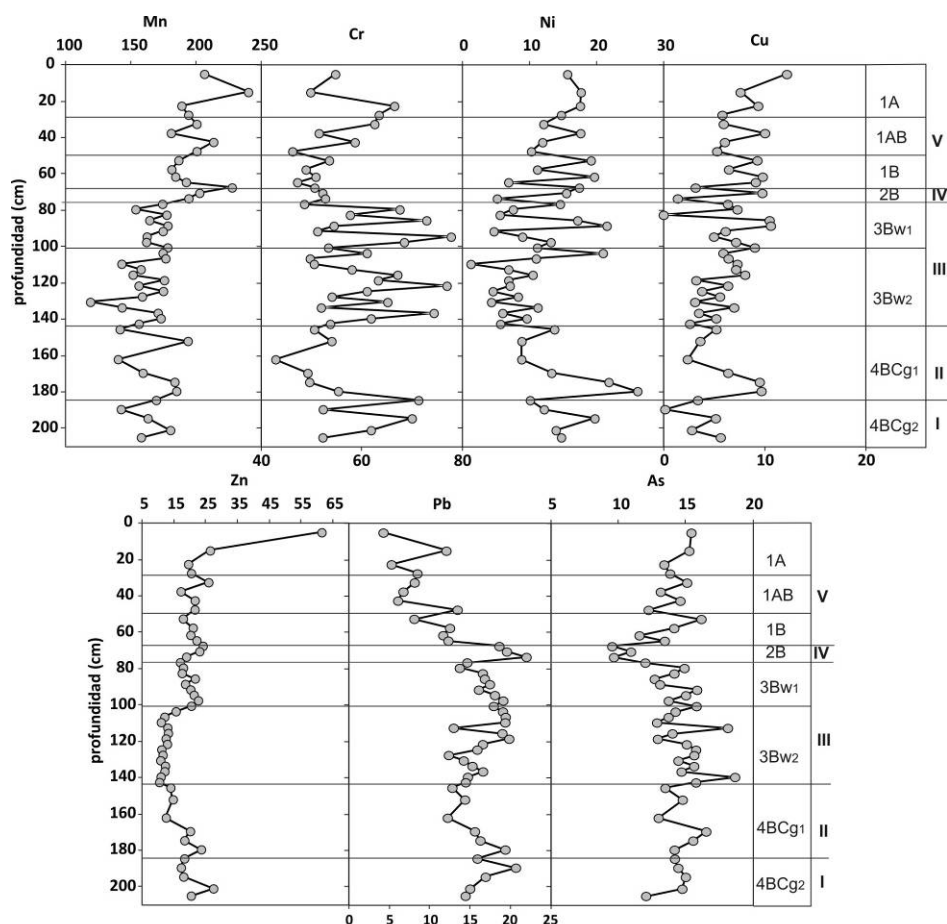 Mn Cr Ni Cu
100 150 200 250 0 10 20 30
profundidad (cm)
0
20
40
60
80
100
120
140
160
180
200
1A
1AB
V
1B
2B IV
3Bw1
III
3Bw2
4BCg1 II
4BCg2 I
40 60 80 0 10 20
Zn Pb As
5 15 25 35 45 55 65 5 10 15 20
profundidad (cm)
0
20
40
60
80
100
120
140
160
180
200
1A
1AB V
1B
2B IV
3Bw1
III
3Bw2
4BCg1 II
4BCg2 I
0 5 10 15 20 25